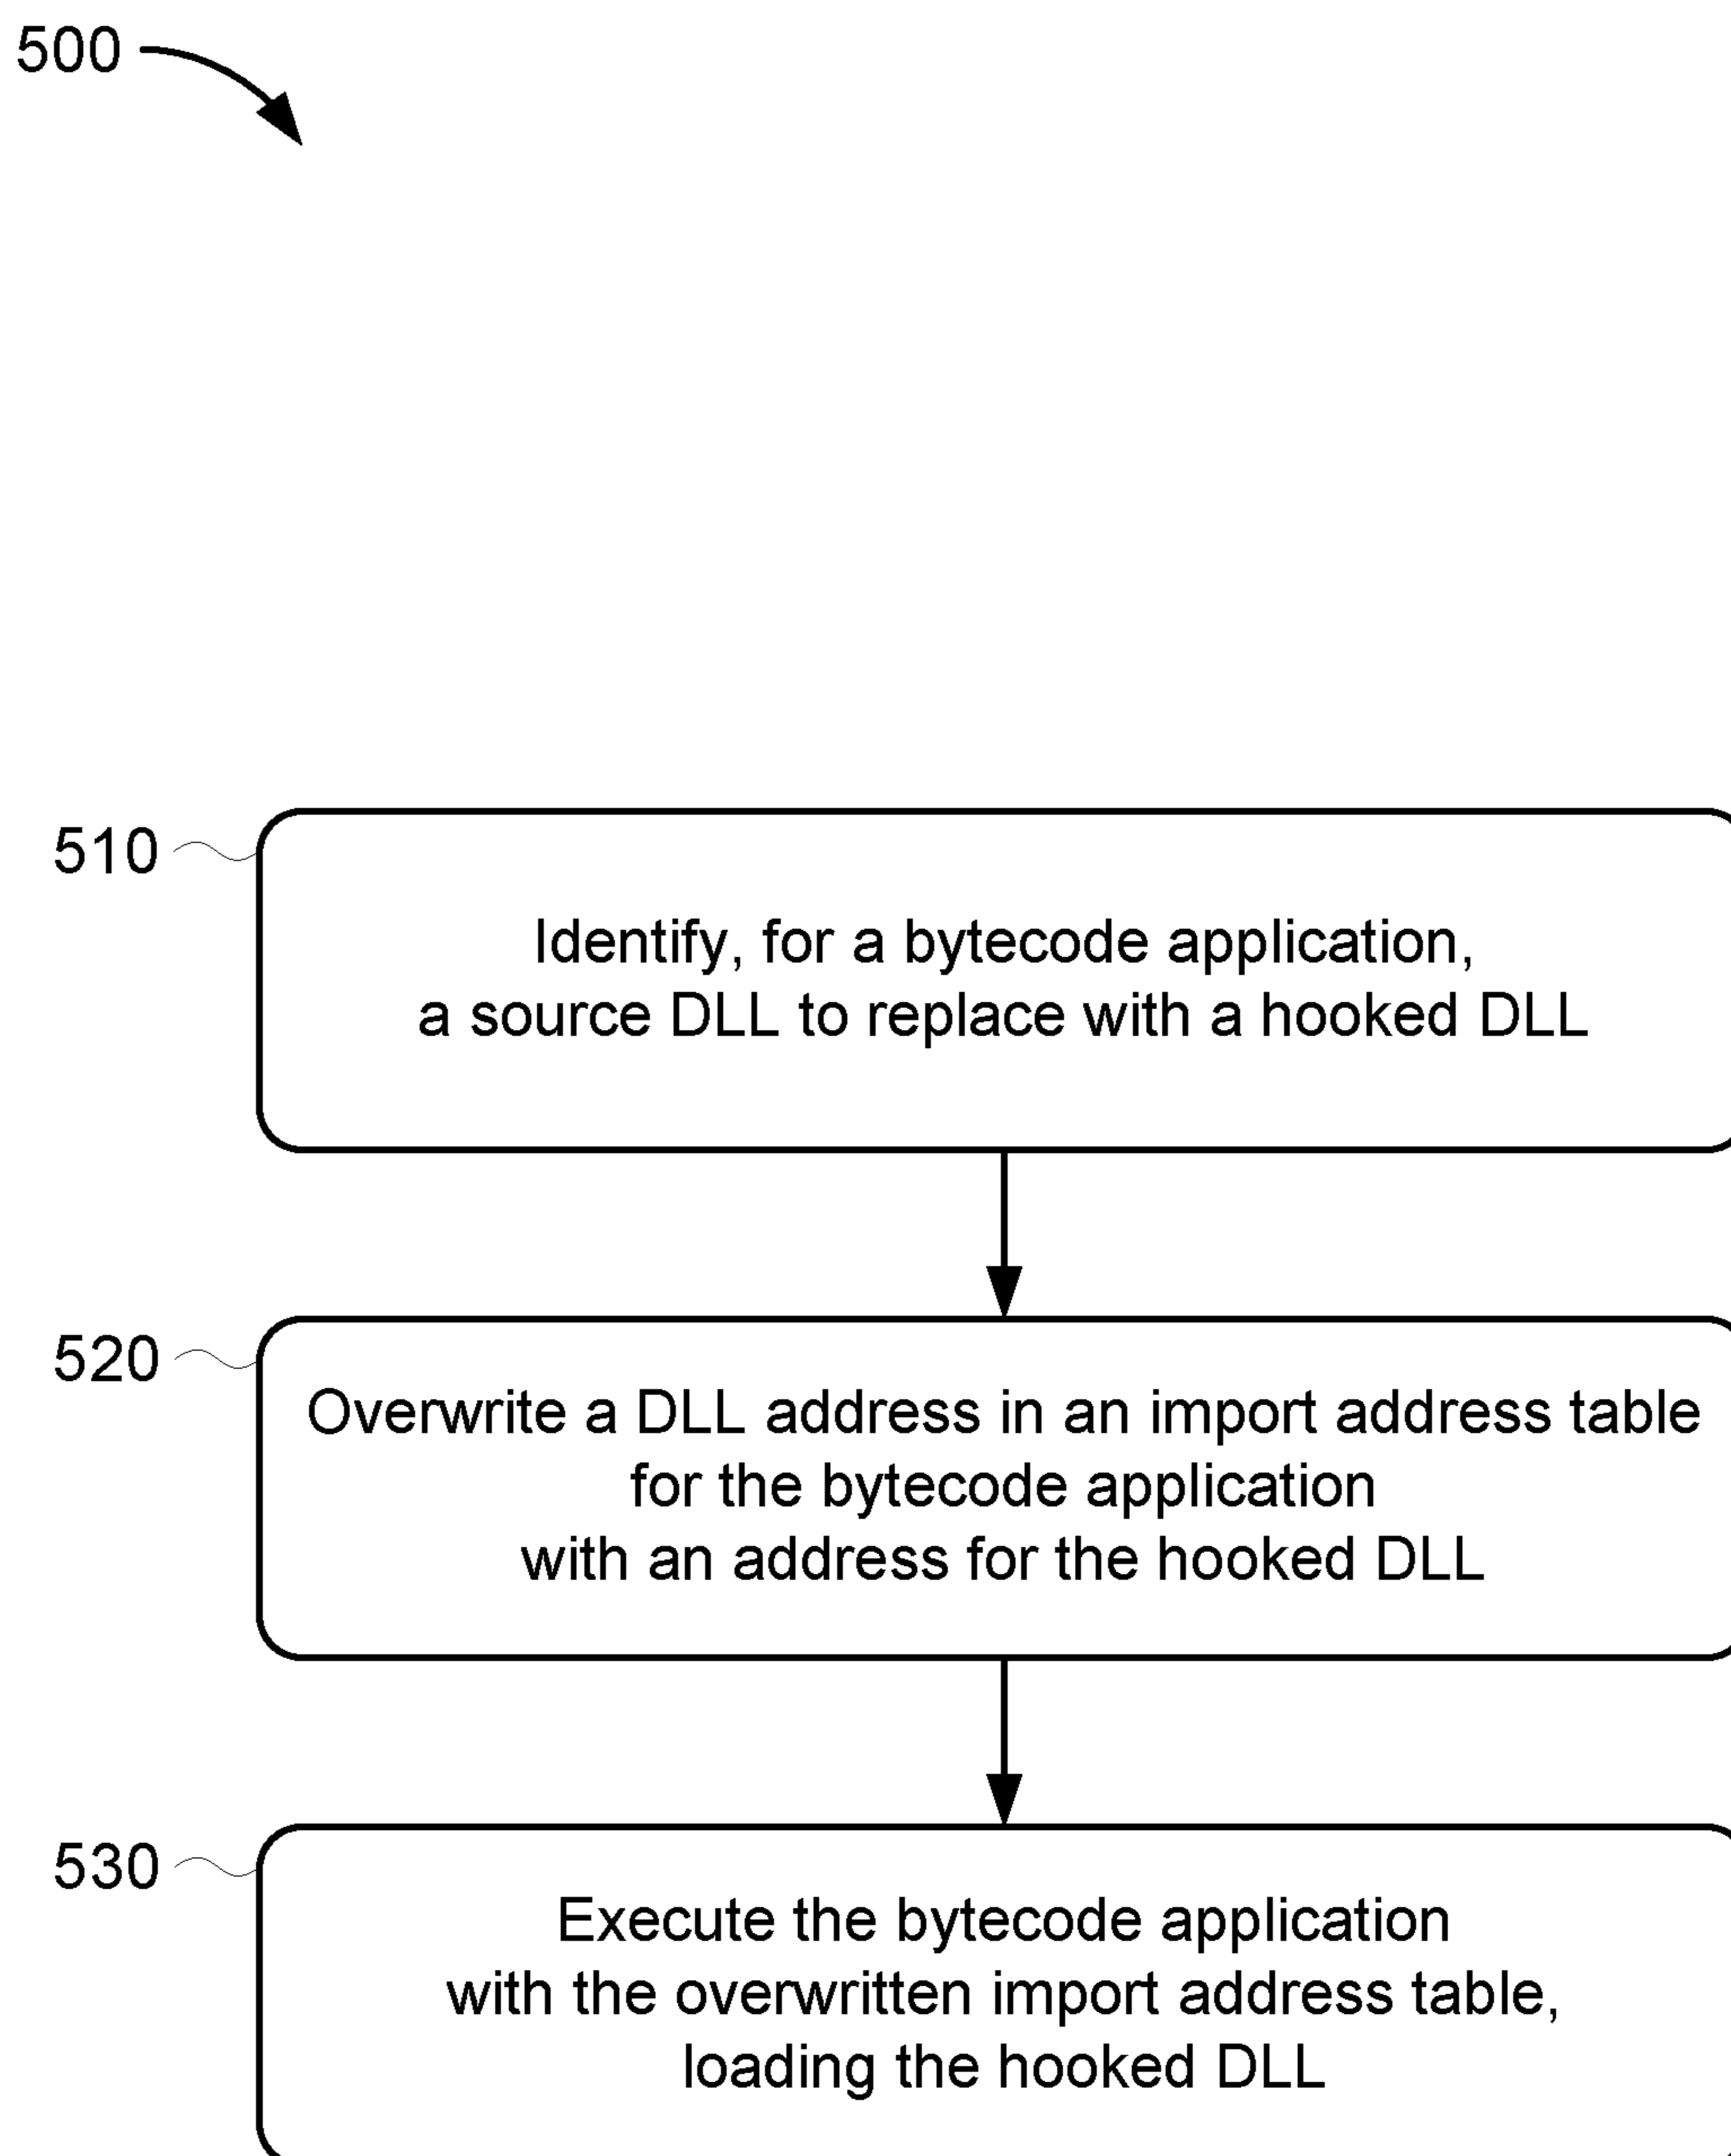 500
510
Identify, for a bytecode application,
a source DLL to replace with a hooked DLL
520
Overwrite a DLL address in an import address table
for the bytecode application
with an address for the hooked DLL
530
Execute the bytecode application
with the overwritten import address table,
loading the hooked DLL